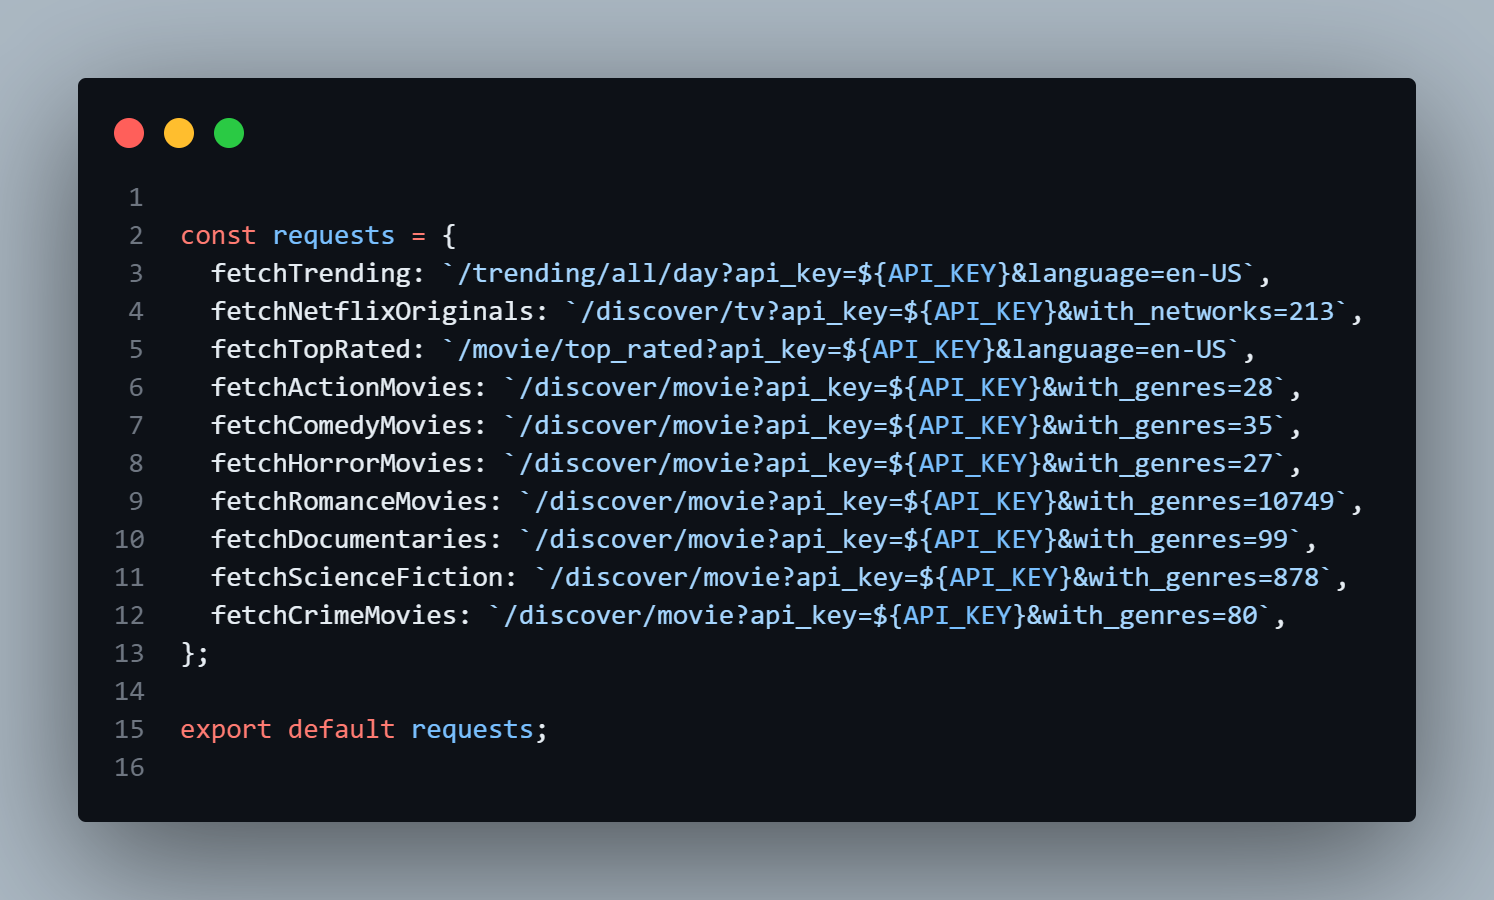 1
2 const requests = {
3   fetchTrending: `/trending/all/day?api_key=${API_KEY}&language=en-US`,
4   fetchNetflixOriginals: `/discover/tv?api_key=${API_KEY}&with_networks=213`,
5   fetchTopRated: `/movie/top_rated?api_key=${API_KEY}&language=en-US`,
6   fetchActionMovies: `/discover/movie?api_key=${API_KEY}&with_genres=28`,
7   fetchComedyMovies: `/discover/movie?api_key=${API_KEY}&with_genres=35`,
8   fetchHorrorMovies: `/discover/movie?api_key=${API_KEY}&with_genres=27`,
9   fetchRomanceMovies: `/discover/movie?api_key=${API_KEY}&with_genres=10749`,
10   fetchDocumentaries: `/discover/movie?api_key=${API_KEY}&with_genres=99`,
11   fetchScienceFiction: `/discover/movie?api_key=${API_KEY}&with_genres=878`,
12   fetchCrimeMovies: `/discover/movie?api_key=${API_KEY}&with_genres=80`,
13 };
14
15 export default requests;
16